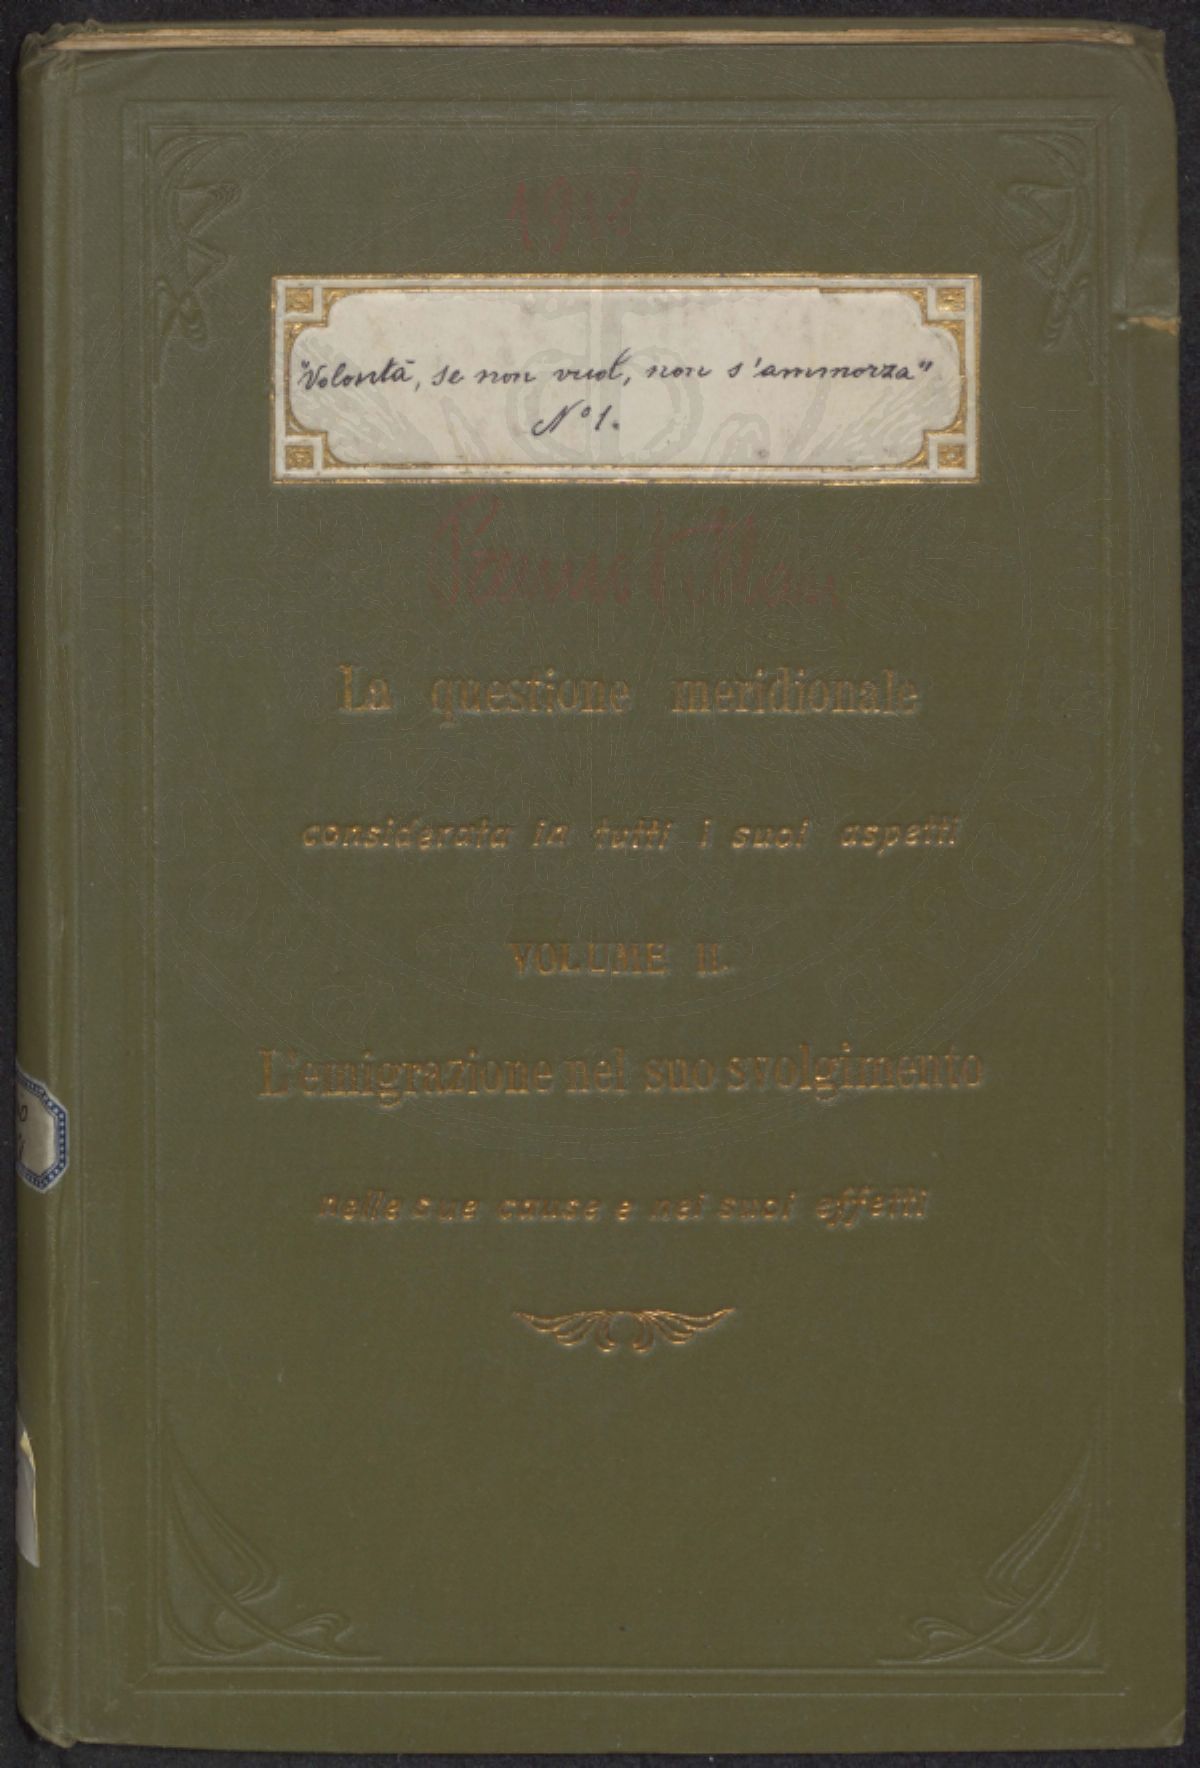 "Volontà, se non vuol, non s'ammorza"
N° 1.
La questione meridionale
considerata in tutti i suoi aspetti
VOLUME II.
L'emigrazione nel suo svolgimento
nelle sue cause e nei suoi effetti